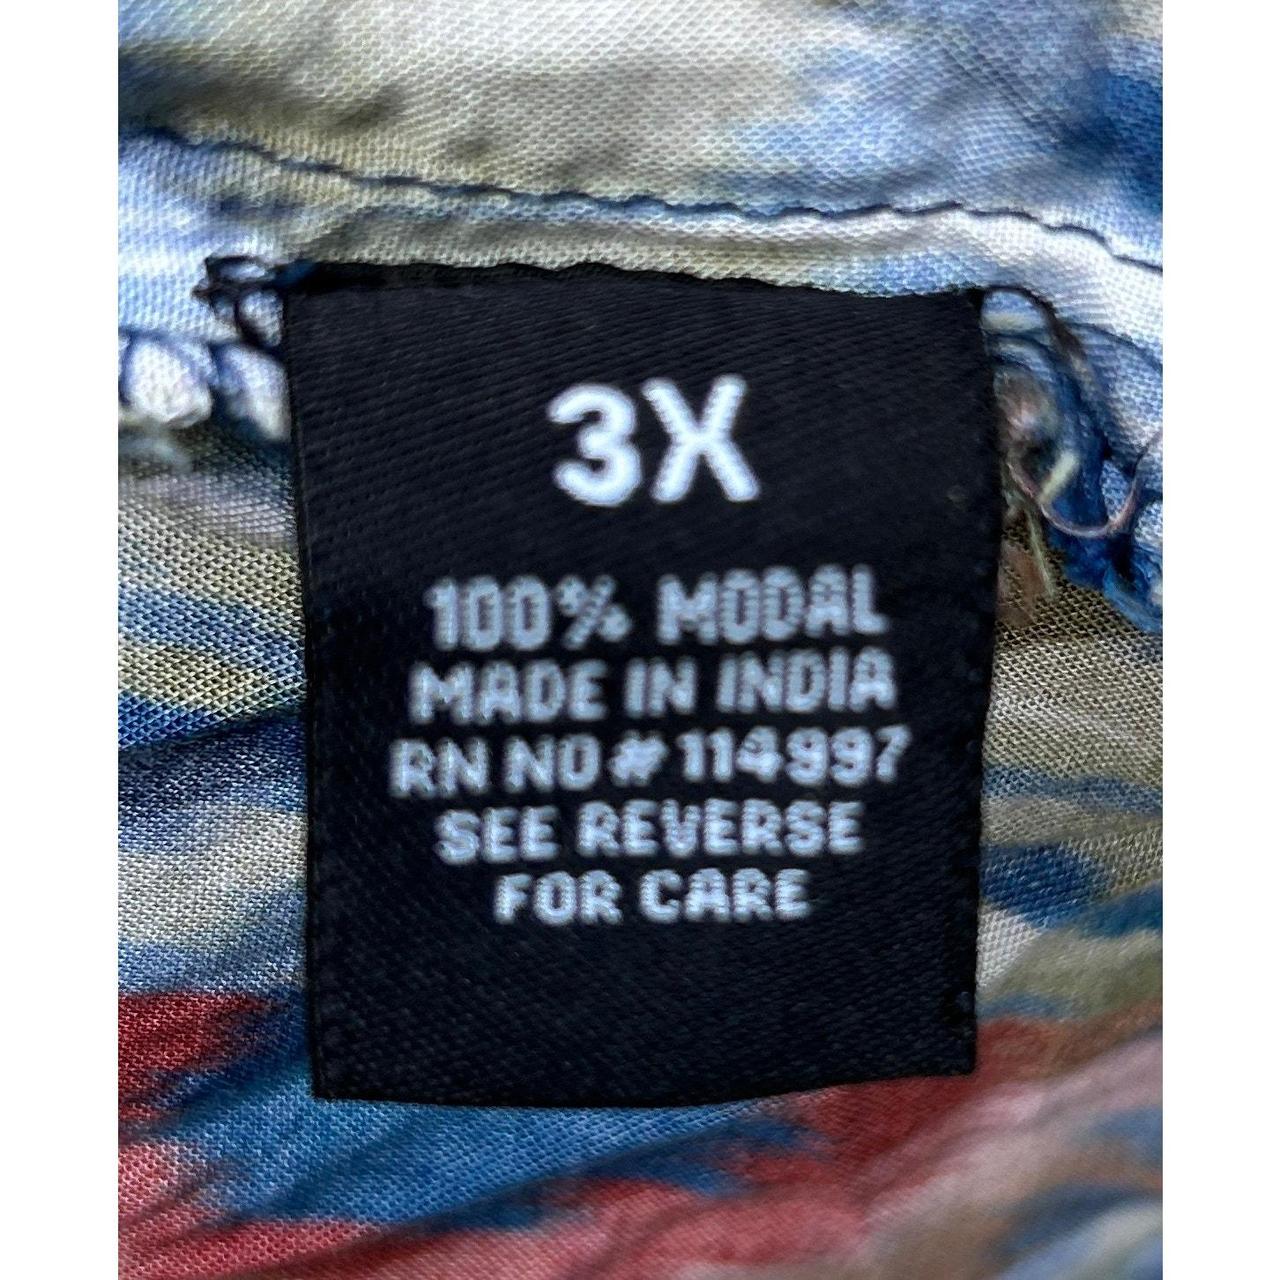 3X
100% MODAL
MADE IN INDIA
RN NO # 114997
SEE REVERSE
FOR CARE